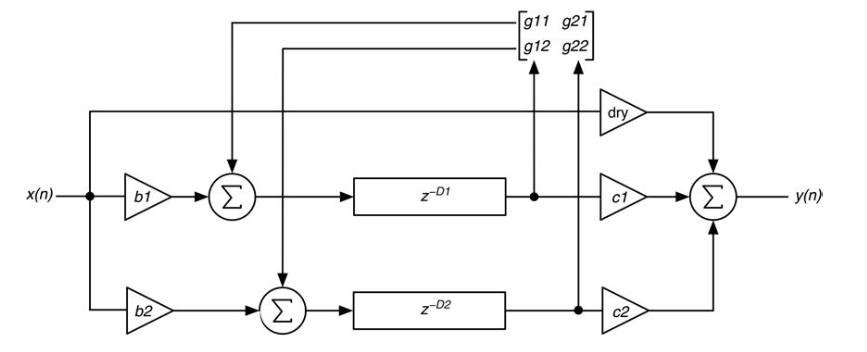 g11 g21
g12 g22
dry
x(n) b1 Σ z⁻ᴰ¹ c1 Σ y(n)
b2 Σ z⁻ᴰ² c2